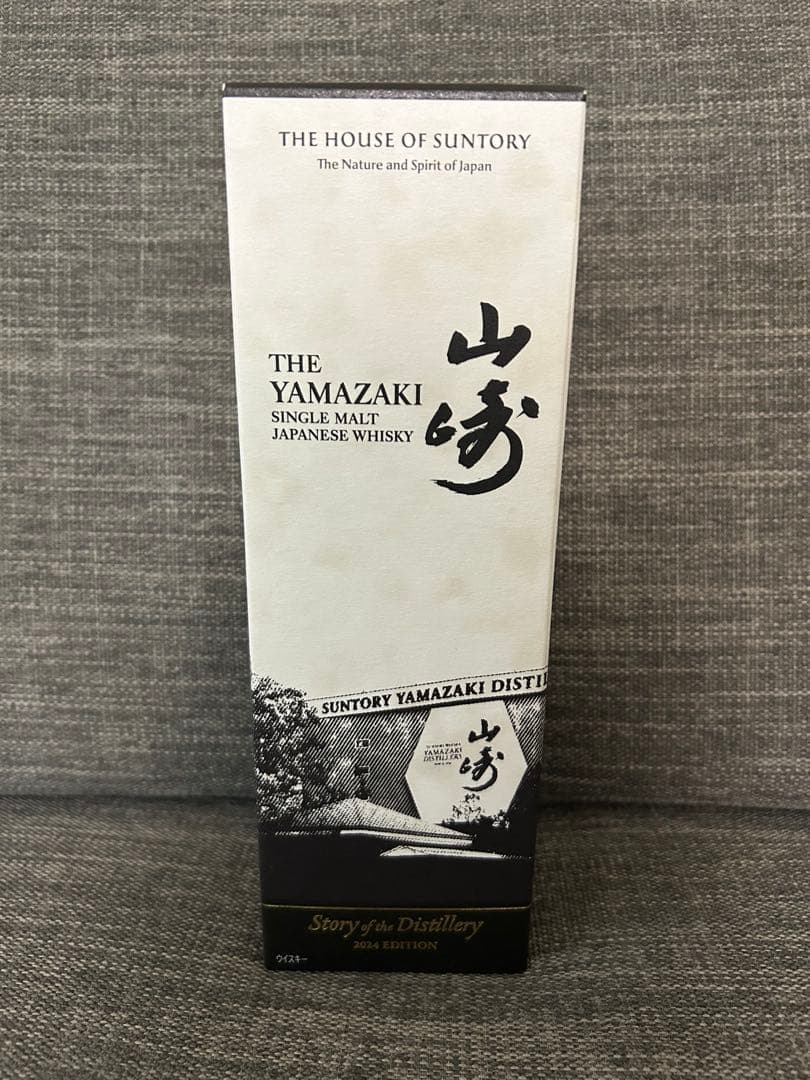 THE HOUSE OF SUNTORY
The Nature and Spirit of Japan
THE
YAMAZAKI
SINGLE MALT
JAPANESE WHISKY
山崎
SUNTORY YAMAZAKI DISTI
YAMAZAKI
DISTILLERY
山崎
Story of the Distillery
2024 EDITION
ウイスキー